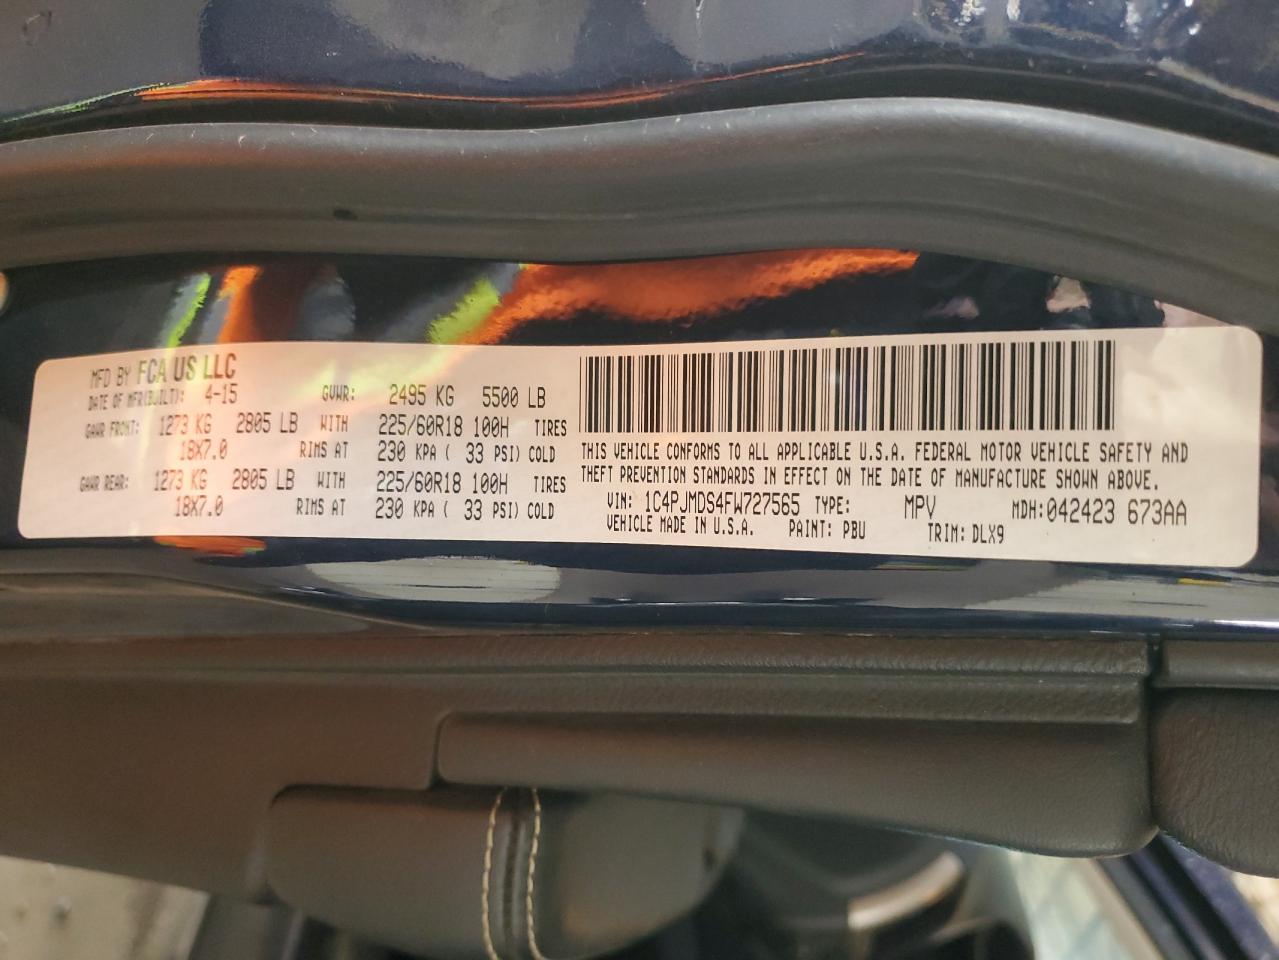 MFD BY FCA US LLC
DATE OF MFR(BUILT): 4-15 GVWR: 2495 KG 5500 LB
GAWR FRONT: 1273 KG 2805 LB WITH 225/60R18 100H TIRES
18X7.0 RIMS AT 230 KPA ( 33 PSI) COLD
GAWR REAR: 1273 KG 2805 LB WITH 225/60R18 100H TIRES
18X7.0 RIMS AT 230 KPA ( 33 PSI) COLD
THIS VEHICLE CONFORMS TO ALL APPLICABLE U.S.A. FEDERAL MOTOR VEHICLE SAFETY AND
THEFT PREVENTION STANDARDS IN EFFECT ON THE DATE OF MANUFACTURE SHOWN ABOVE.
VIN: 1C4PJMDS4FW727565 TYPE: MPV MDH: 042423 673AA
VEHICLE MADE IN U.S.A. PAINT: PBU TRIM: DLX9